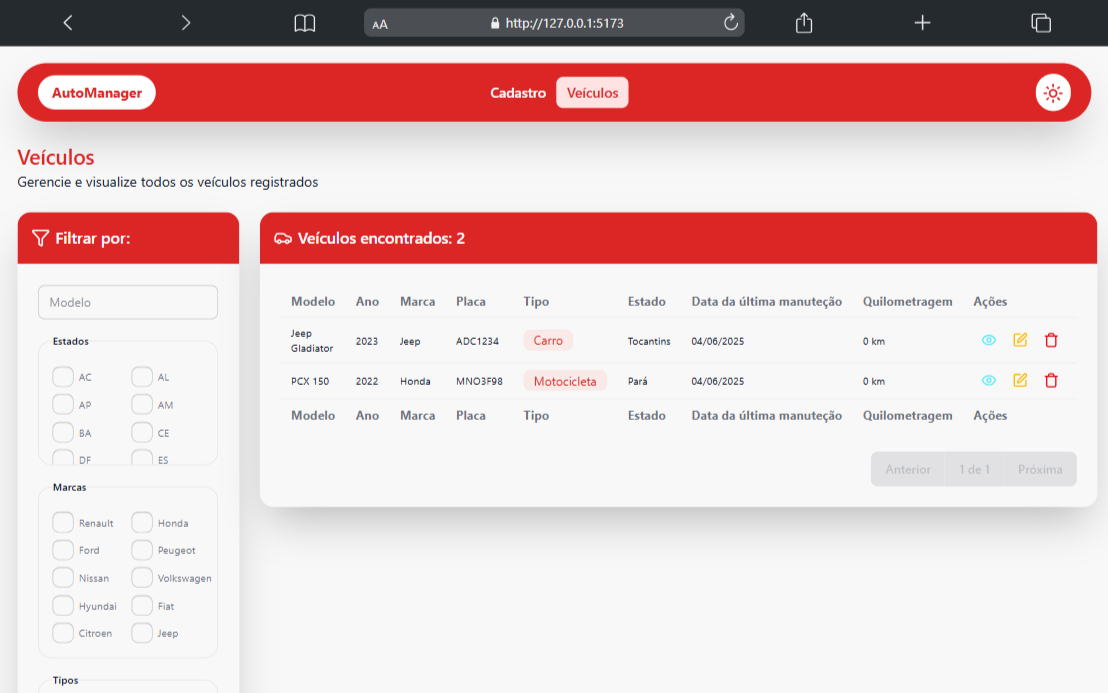 AA http://127.0.0.1:5173
AutoManager Cadastro Veículos
Veículos
Gerencie e visualize todos os veículos registrados
Filtrar por:
Modelo
Estados
AC AL
AP AM
BA CE
DF ES
Marcas
Renault Honda
Ford Peugeot
Nissan Volkswagen
Hyundai Fiat
Citroen Jeep
Tipos
Veículos encontrados: 2
Modelo Ano Marca Placa Tipo Estado Data da última manuteção Quilometragem Ações
Jeep
Gladiator 2023 Jeep ADC1234 Carro Tocantins 04/06/2025 0 km
PCX 150 2022 Honda MNO3F98 Motocicleta Pará 04/06/2025 0 km
Modelo Ano Marca Placa Tipo Estado Data da última manuteção Quilometragem Ações
Anterior 1 de 1 Próxima